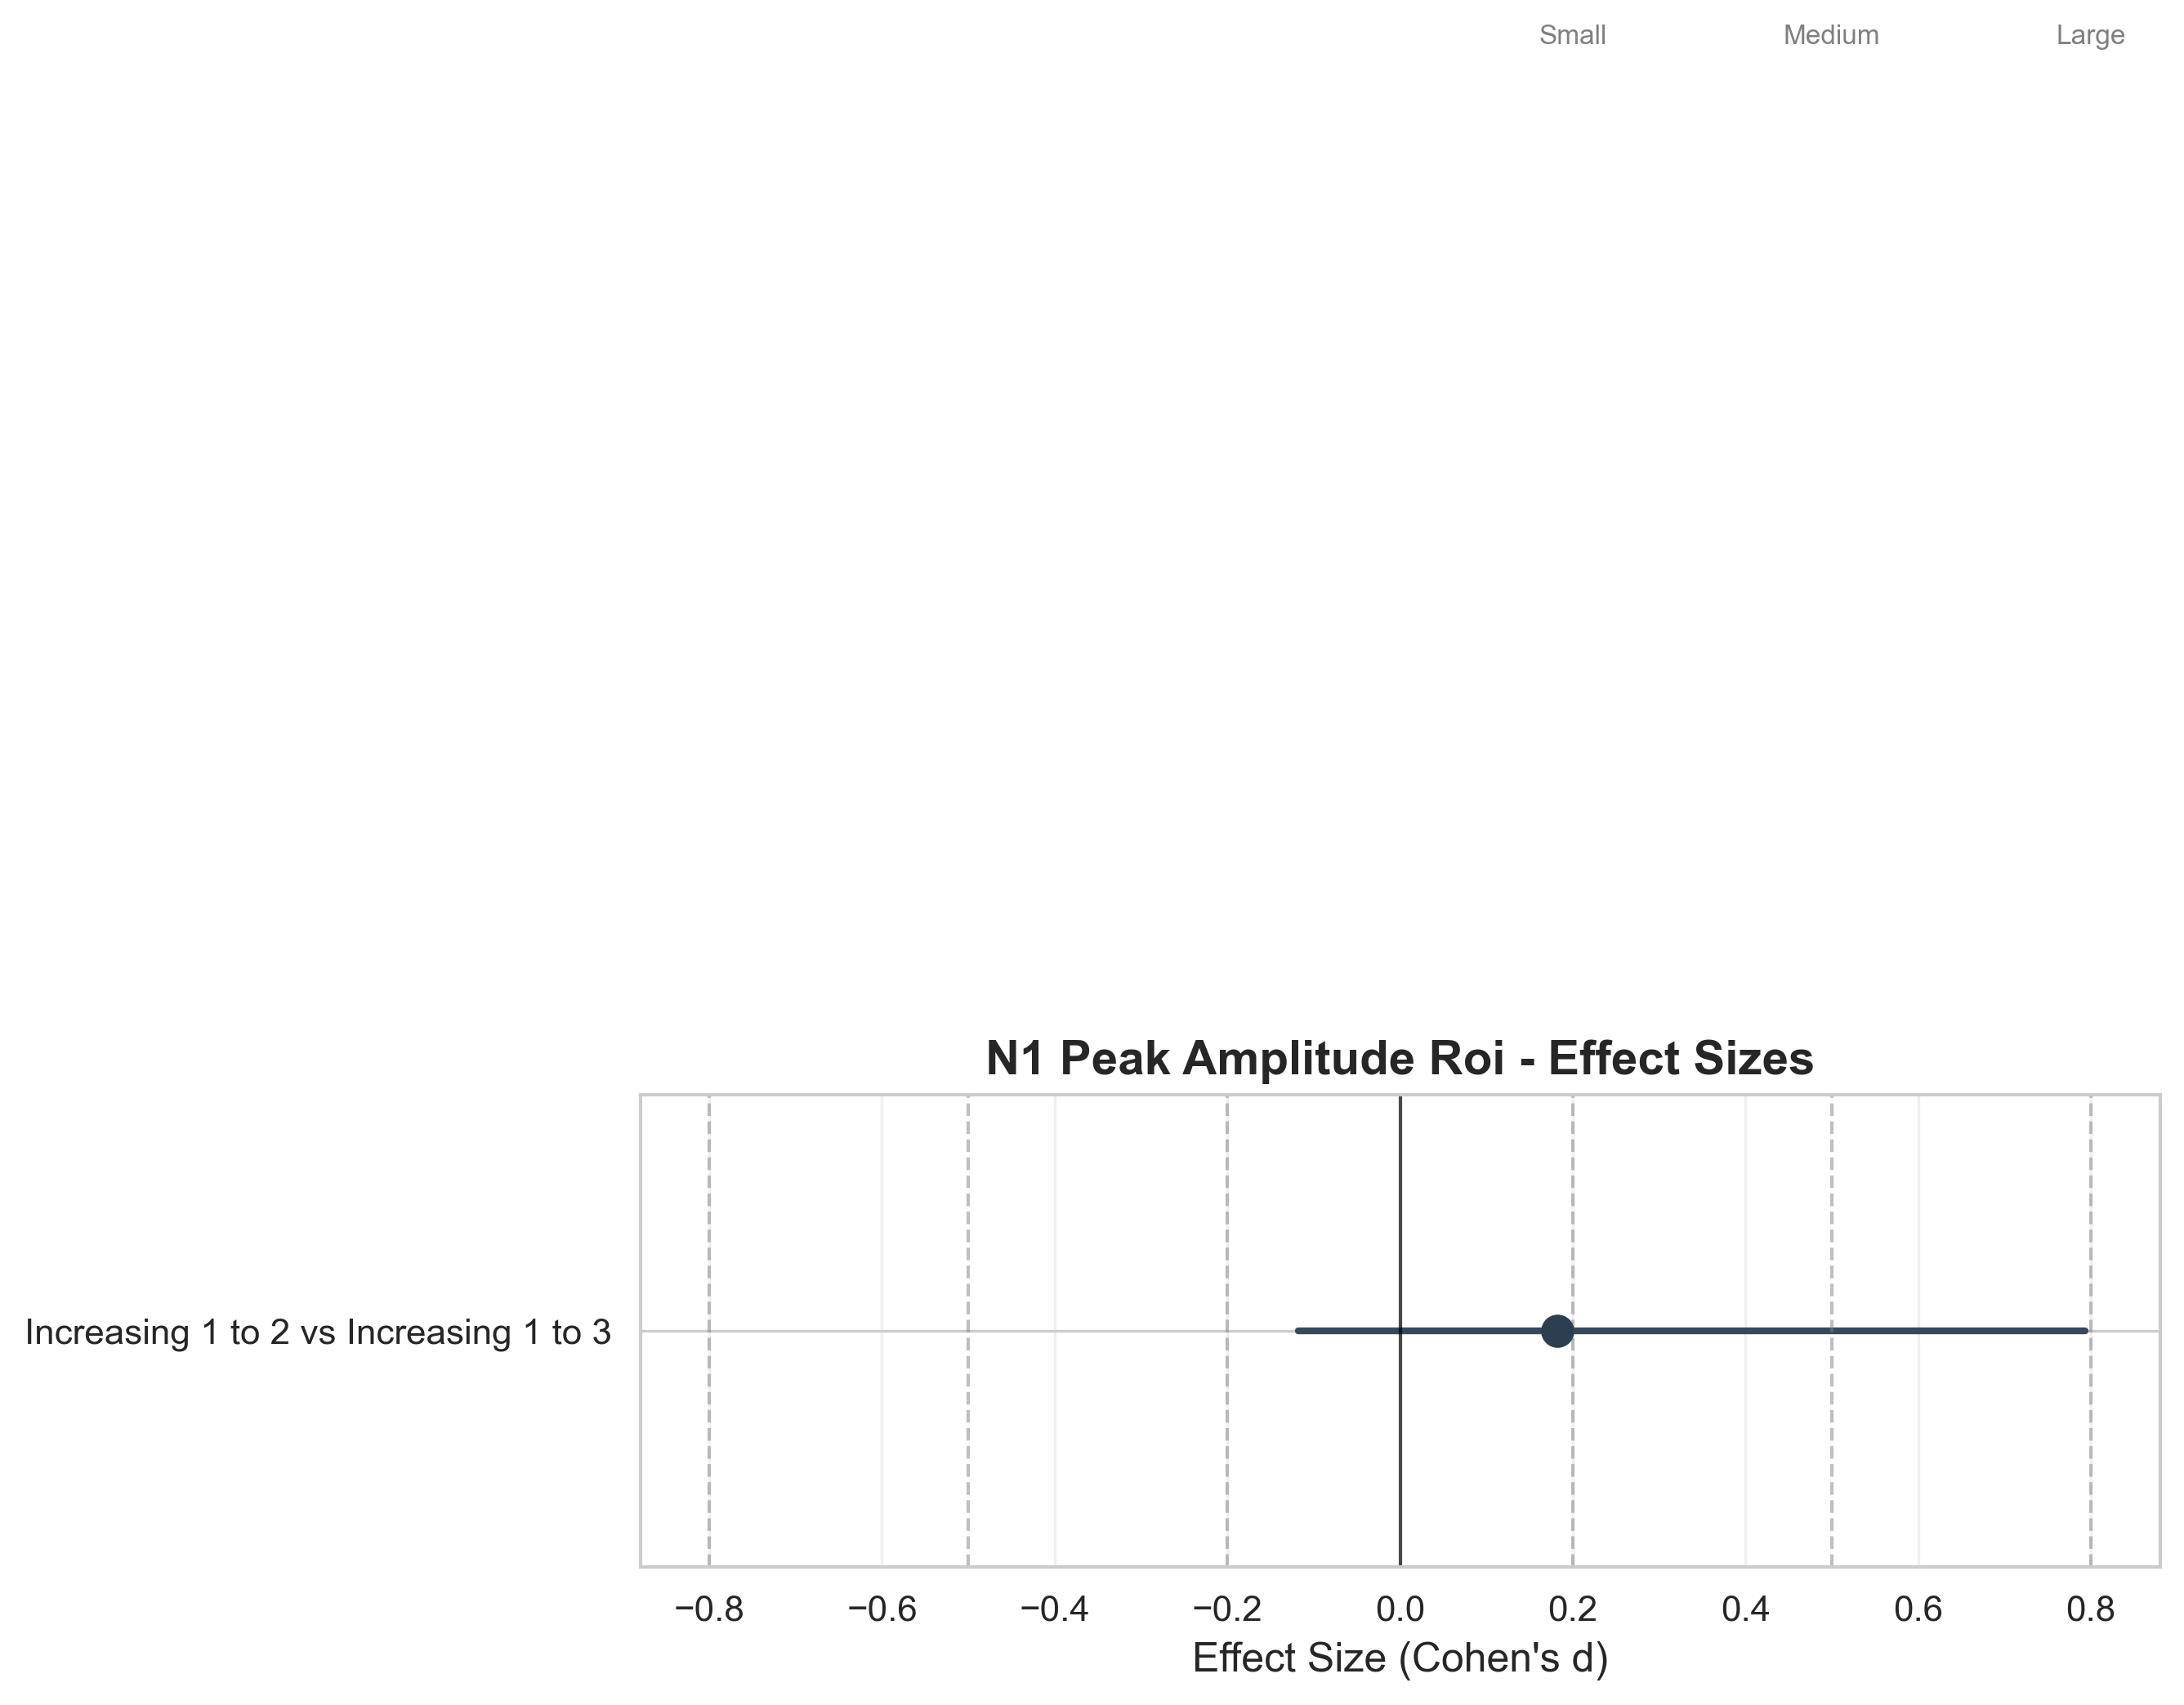 Small Medium Large
N1 Peak Amplitude Roi - Effect Sizes
Increasing 1 to 2 vs Increasing 1 to 3
−0.8 −0.6 −0.4 −0.2 0.0 0.2 0.4 0.6 0.8
Effect Size (Cohen's d)